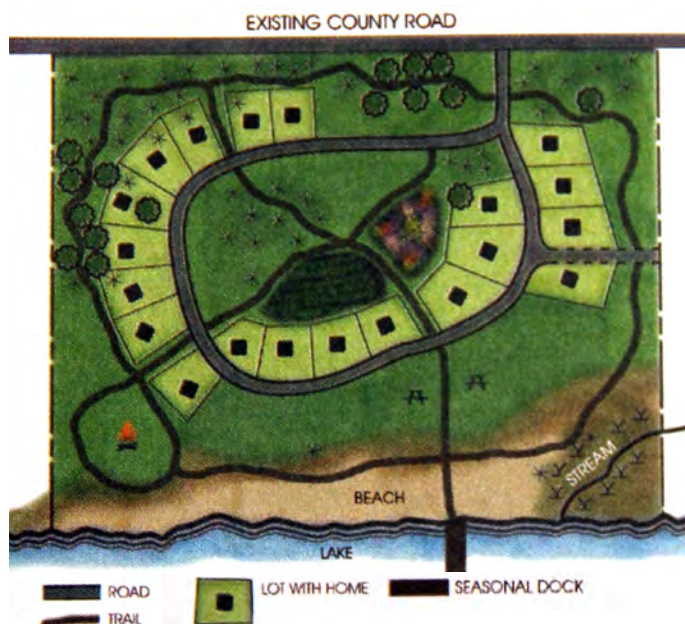 EXISTING COUNTY ROAD
STREAM
BEACH
LAKE
ROAD
LOT WITH HOME
SEASONAL DOCK
TRAIL